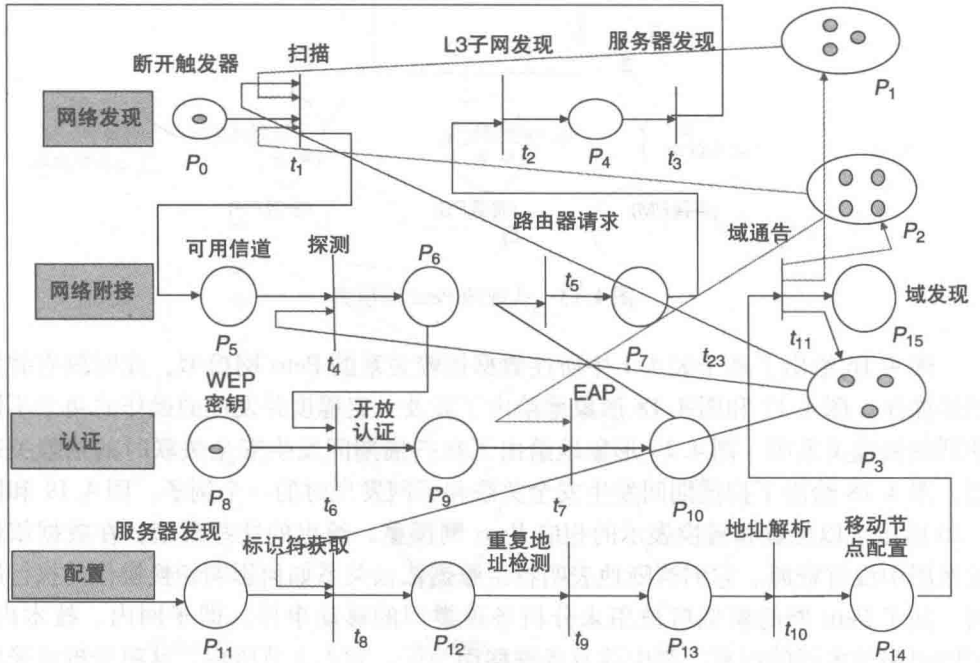 L3子网发现
服务器发现
扫描
断开触发器
网络发现
P₁
P₀
t₁
t₂
P₄
t₃
路由器请求
域通告
P₂
可用信道
探测
P₆
网络附接
t₅
域发现
P₅
t₄
P₇
t₂₃
t₁₁
P₁₅
WEP
密钥
开放
认证
EAP
认证
P₃
P₈
t₆
P₉
t₇
P₁₀
服务器发现
标识符获取
重复地
址检测
地址解析
移动节
点配置
配置
P₁₁
t₈
P₁₂
t₉
P₁₃
t₁₀
P₁₄